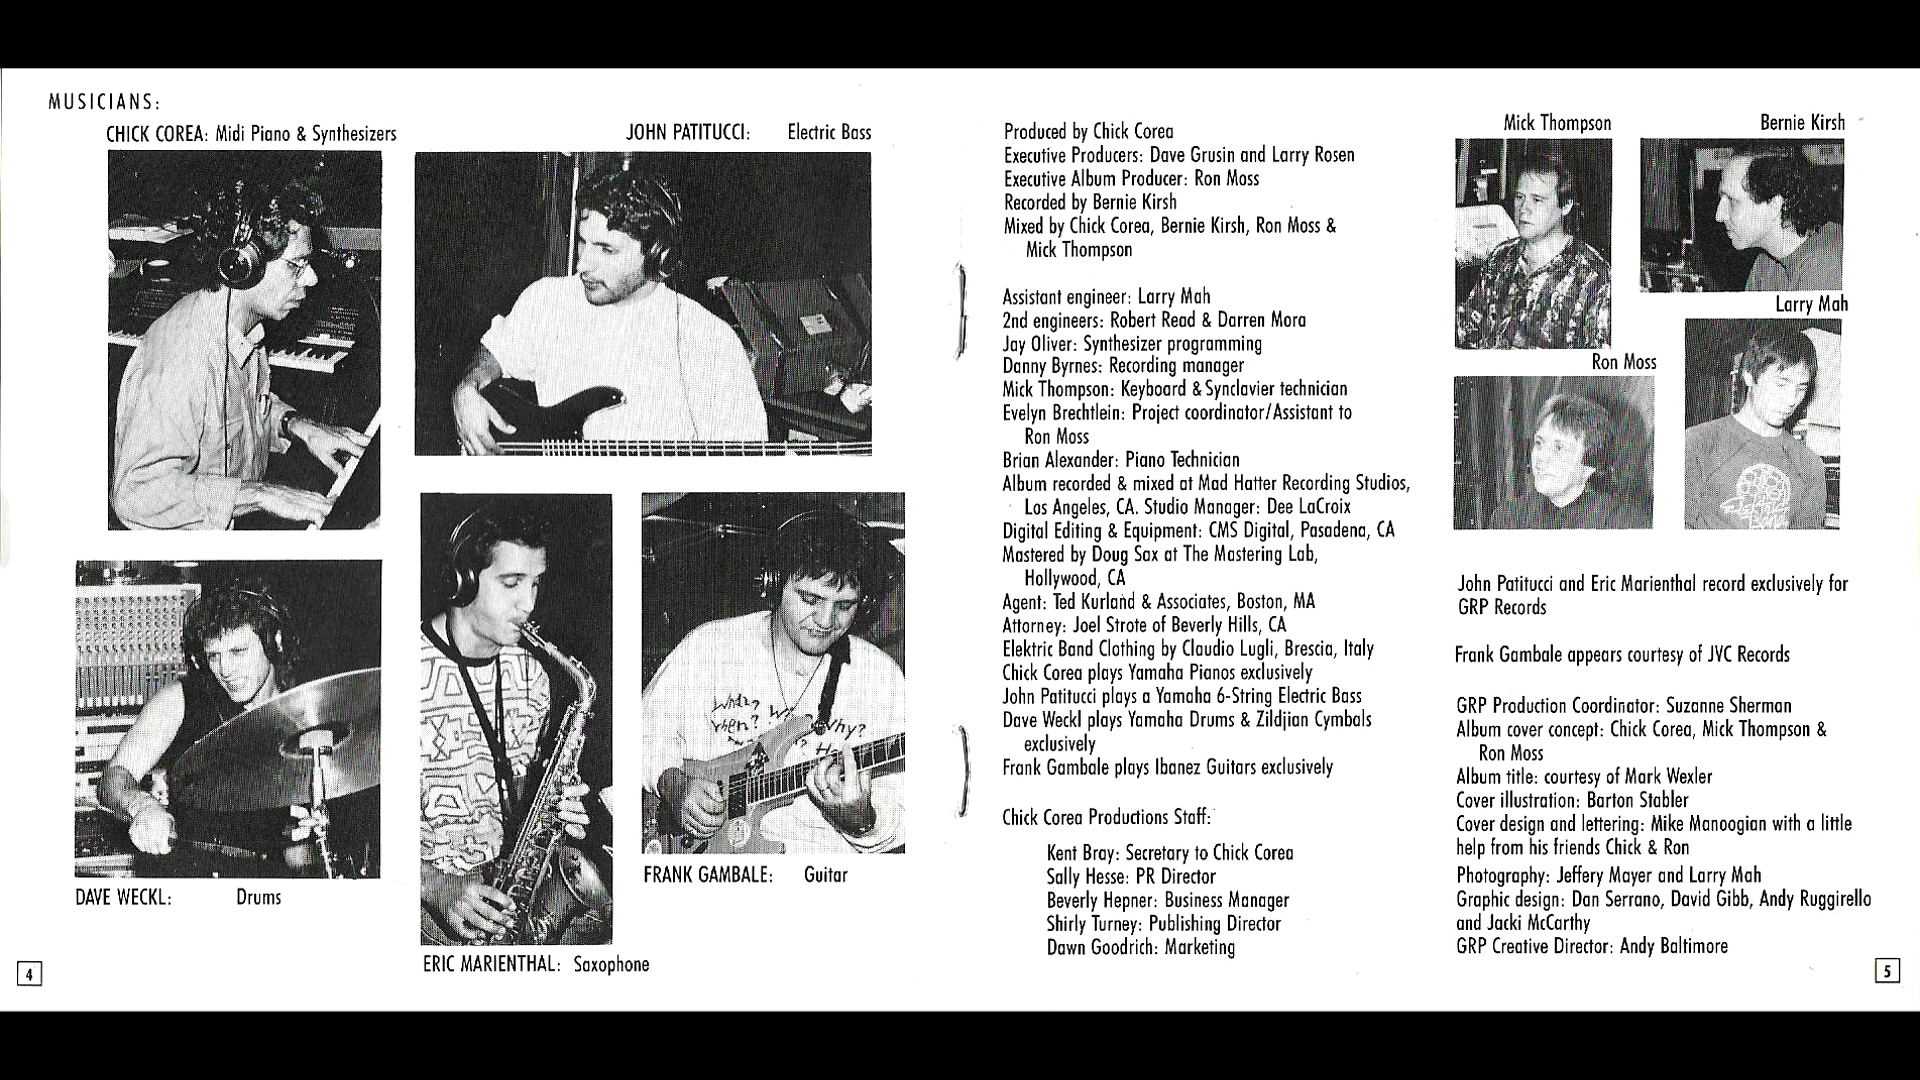 MUSICIANS:
CHICK COREA: Midi Piano & Synthesizers
JOHN PATITUCCI: Electric Bass
DAVE WECKL: Drums
ERIC MARIENTHAL: Saxophone
FRANK GAMBALE: Guitar
4
Produced by Chick Corea
Executive Producers: Dave Grusin and Larry Rosen
Executive Album Producer: Ron Moss
Recorded by Bernie Kirsh
Mixed by Chick Corea, Bernie Kirsh, Ron Moss &
Mick Thompson
Assistant engineer: Larry Mah
2nd engineers: Robert Read & Darren Mora
Jay Oliver: Synthesizer programming
Danny Byrnes: Recording manager
Mick Thompson: Keyboard & Synclavier technician
Evelyn Brechtlein: Project coordinator/Assistant to
Ron Moss
Brian Alexander: Piano Technician
Album recorded & mixed at Mad Hatter Recording Studios,
Los Angeles, CA. Studio Manager: Dee LaCroix
Digital Editing & Equipment: CMS Digital, Pasadena, CA
Mastered by Doug Sax at The Mastering Lab,
Hollywood, CA
Agent: Ted Kurland & Associates, Boston, MA
Attorney: Joel Strote of Beverly Hills, CA
Elektric Band Clothing by Claudio Lugli, Brescia, Italy
Chick Corea plays Yamaha Pianos exclusively
John Patitucci plays a Yamaha 6-String Electric Bass
Dave Weckl plays Yamaha Drums & Zildjian Cymbals
exclusively
Frank Gambale plays Ibanez Guitars exclusively
Chick Corea Productions Staff:
Kent Bray: Secretary to Chick Corea
Sally Hesse: PR Director
Beverly Hepner: Business Manager
Shirly Turney: Publishing Director
Dawn Goodrich: Marketing
Mick Thompson
Bernie Kirsh
Larry Mah
Ron Moss
John Patitucci and Eric Marienthal record exclusively for
GRP Records
Frank Gambale appears courtesy of JVC Records
GRP Production Coordinator: Suzanne Sherman
Album cover concept: Chick Corea, Mick Thompson &
Ron Moss
Album title: courtesy of Mark Wexler
Cover illustration: Barton Stabler
Cover design and lettering: Mike Manoogian with a little
help from his friends Chick & Ron
Photography: Jeffery Mayer and Larry Mah
Graphic design: Dan Serrano, David Gibb, Andy Ruggirello
and Jacki McCarthy
GRP Creative Director: Andy Baltimore
5